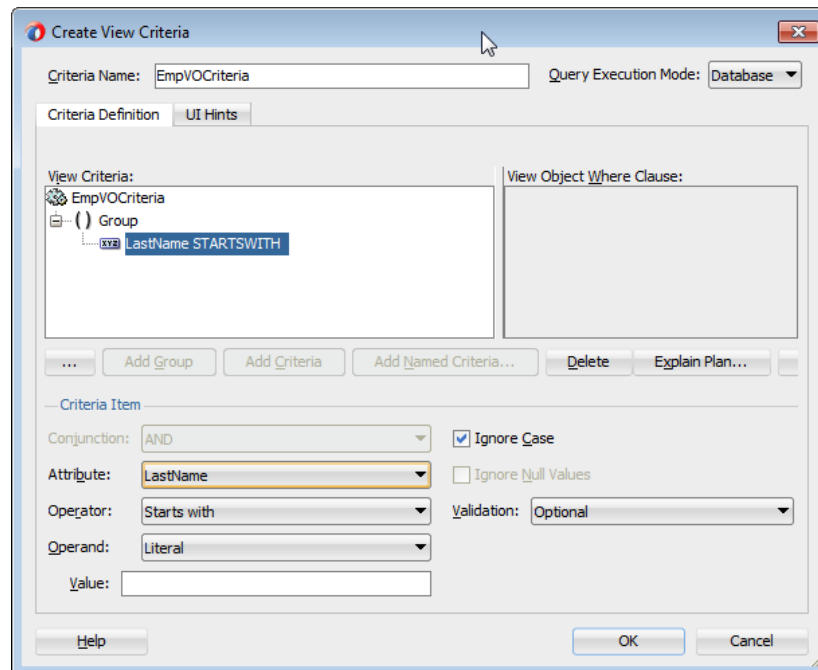 Create View Criteria
Criteria Name: EmpVOCriteria Query Execution Mode: Database
Criteria Definition UI Hints
View Criteria: View Object Where Clause:
EmpVOCriteria
( ) Group
xyz LastName STARTSWITH
... Add Group Add Criteria Add Named Criteria... Delete Explain Plan...
Criteria Item
Conjunction: AND Ignore Case
Attribute: LastName Ignore Null Values
Operator: Starts with Validation: Optional
Operand: Literal
Value:
Help OK Cancel